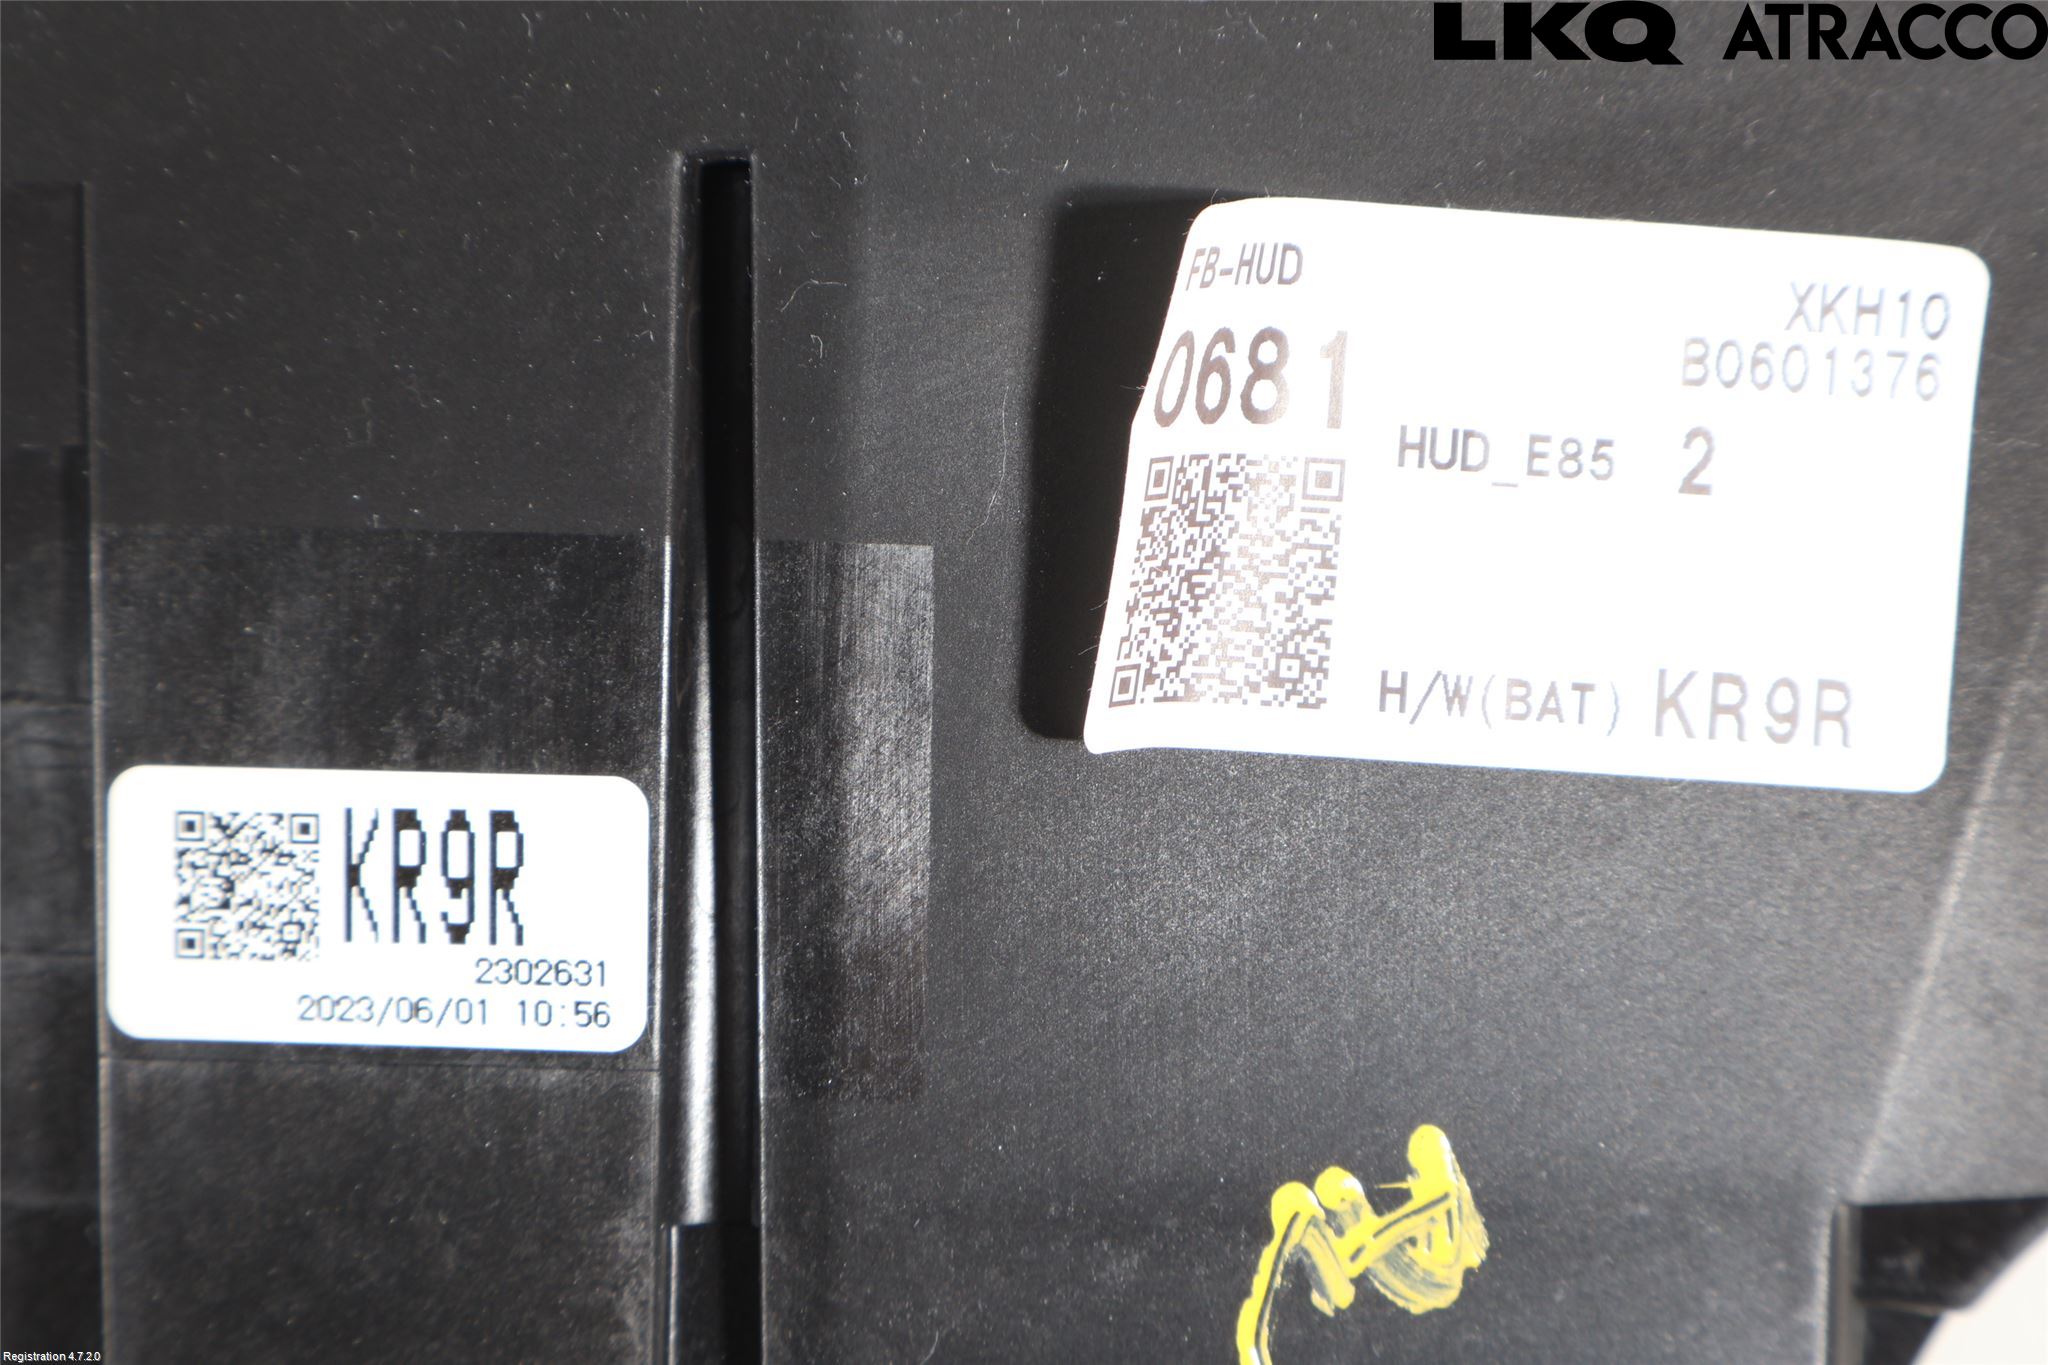 LKQ ATRACCO
FB-HUD
XKH10
0681
B0601376
HUD_E85 2
H/W(BAT) KR9R
KR9R
2302631
2023/06/01 10:56
Registration 4.7.2.0